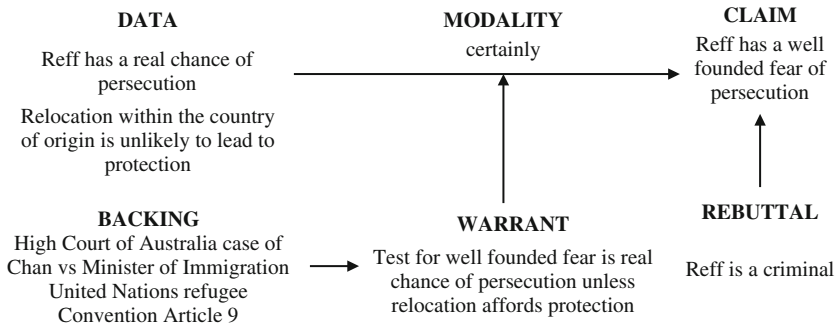 DATA
Reff has a real chance of
persecution
Relocation within the country
of origin is unlikely to lead to
protection
MODALITY
certainly
CLAIM
Reff has a well
founded fear of
persecution
BACKING
High Court of Australia case of
Chan vs Minister of Immigration
United Nations refugee
Convention Article 9
WARRANT
Test for well founded fear is real
chance of persecution unless
relocation affords protection
REBUTTAL
Reff is a criminal